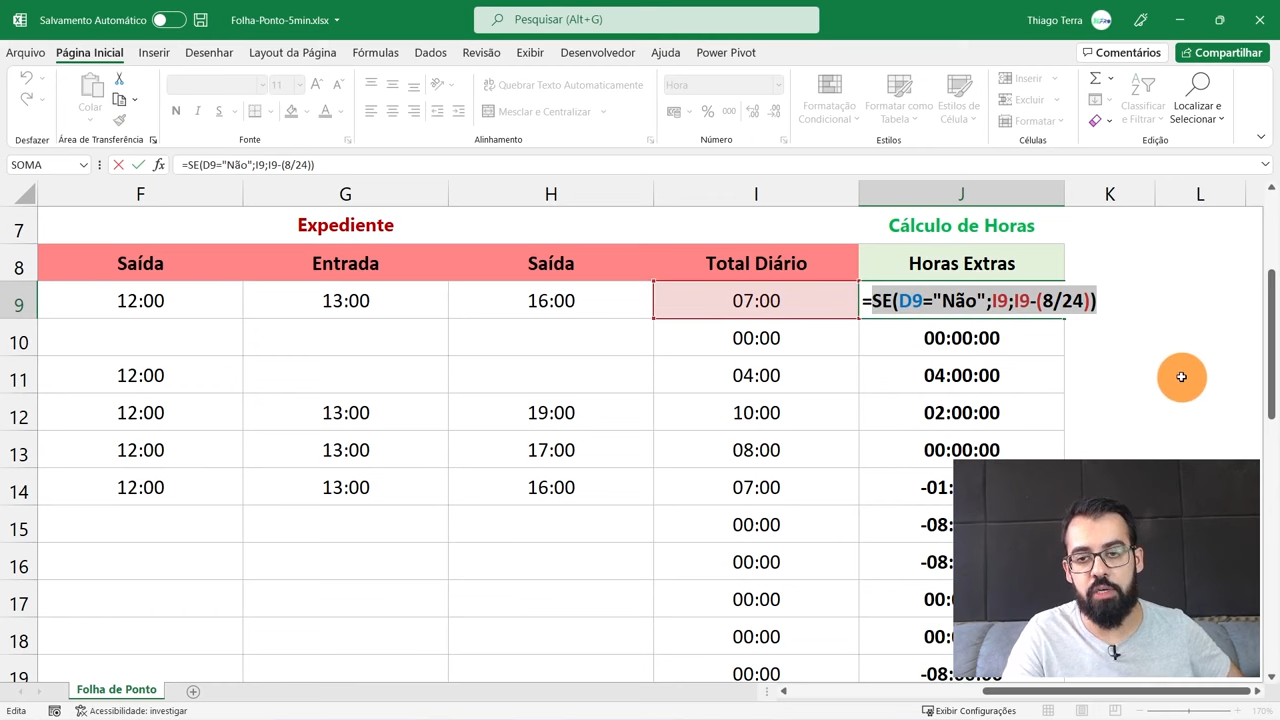 Salvamento Automático
Folha-Ponto-5min.xlsx
Pesquisar (Alt+G)
Thiago Terra
Arquivo Página Inicial Inserir Desenhar Layout da Página Fórmulas Dados Revisão Exibir Desenvolvedor Ajuda Power Pivot
Comentários Compartilhar
Colar
11
N I S
Quebrar Texto Automaticamente
Mesclar e Centralizar
Hora
% 000
Formatação Condicional
Formatar como Tabela
Estilos de Célula
Inserir
Excluir
Formatar
Classificar e Filtrar
Localizar e Selecionar
Desfazer Área de Transferência Fonte Alinhamento Número Estilos Células Edição
SOMA fx =SE(D9="Não";I9;I9-(8/24))
F G H I J K L
7 Expediente Cálculo de Horas
8 Saída Entrada Saída Total Diário Horas Extras
9 12:00 13:00 16:00 07:00 =SE(D9="Não";I9;I9-(8/24))
10 00:00 00:00:00
11 12:00 04:00 04:00:00
12 12:00 13:00 19:00 10:00 02:00:00
13 12:00 13:00 17:00 08:00 00:00:00
14 12:00 13:00 16:00 07:00 -01:
15 00:00 -08:
16 00:00 -08:
17 00:00 00:
18 00:00 00:
19 00:00
Folha de Ponto
Edita Acessibilidade: investigar Exibir Configurações 170%